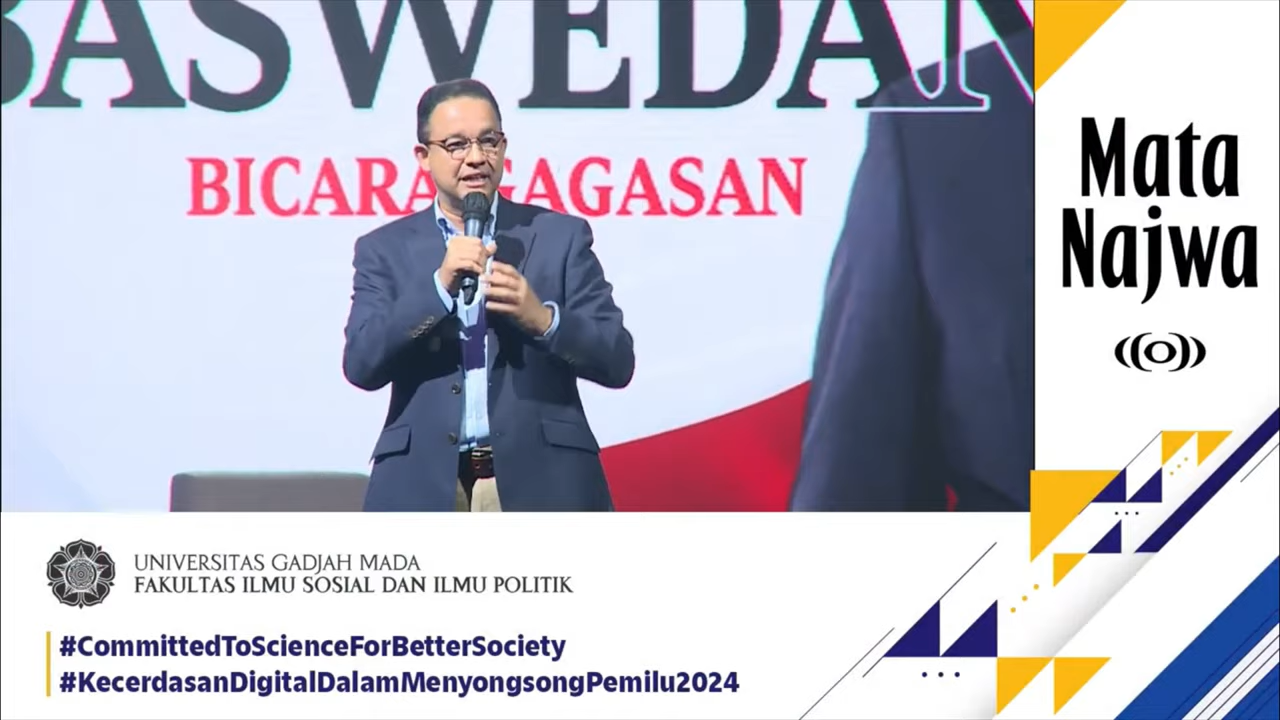 BASWEDAN
BICARA GAGASAN
Mata
Najwa
UNIVERSITAS GADJAH MADA
FAKULTAS ILMU SOSIAL DAN ILMU POLITIK
#CommittedToScienceForBetterSociety
#KecerdasanDigitalDalamMenyongsongPemilu2024